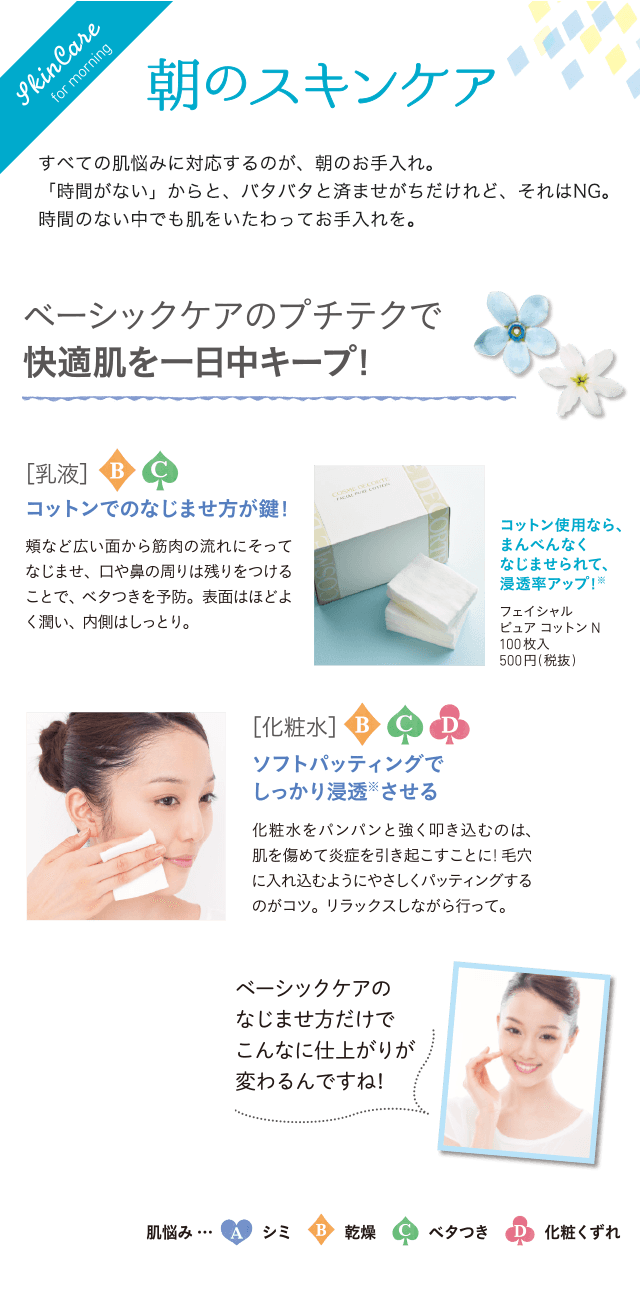 SkinCare
for morning
朝のスキンケア
すべての肌悩みに対応するのが、朝のお手入れ。
「時間がない」からと、バタバタと済ませがちだけれど、それはNG。
時間のない中でも肌をいたわってお手入れを。
ベーシックケアのプチテクで
快適肌を一日中キープ！
［乳液］ B C
コットンでのなじませ方が鍵！
頬など広い面から筋肉の流れにそって
なじませ、口や鼻の周りは残りをつける
ことで、ベタつきを予防。表面はほどよ
く潤い、内側はしっとり。
コットン使用なら、
まんべんなく
なじませられて、
浸透率アップ！※
フェイシャル
ピュア コットン N
100枚入
500円(税抜)
［化粧水］ B C D
ソフトパッティングで
しっかり浸透※させる
化粧水をパンパンと強く叩き込むのは、
肌を傷めて炎症を引き起こすことに！毛穴
に入れ込むようにやさしくパッティングする
のがコツ。リラックスしながら行って。
ベーシックケアの
なじませ方だけで
こんなに仕上がりが
変わるんですね！
肌悩み… A シミ B 乾燥 C ベタつき D 化粧くずれ